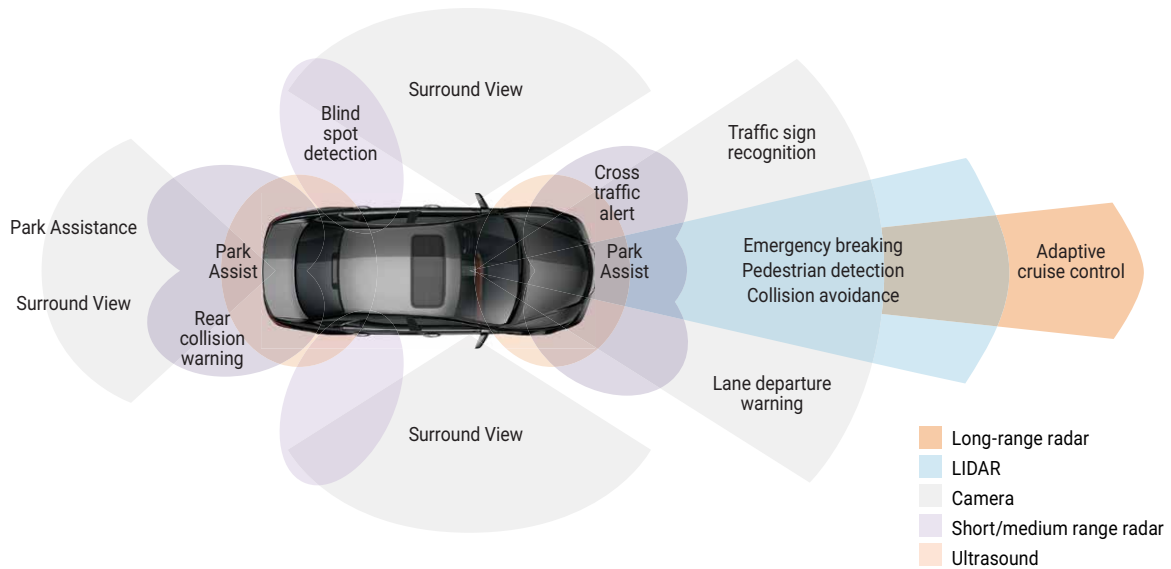 Surround View
Blind
spot
detection
Traffic sign
recognition
Cross
traffic
alert
Park Assistance
Park
Assist
Park
Assist
Emergency breaking
Pedestrian detection
Collision avoidance
Adaptive
cruise control
Surround View
Rear
collision
warning
Lane departure
warning
Surround View
Long-range radar
LIDAR
Camera
Short/medium range radar
Ultrasound